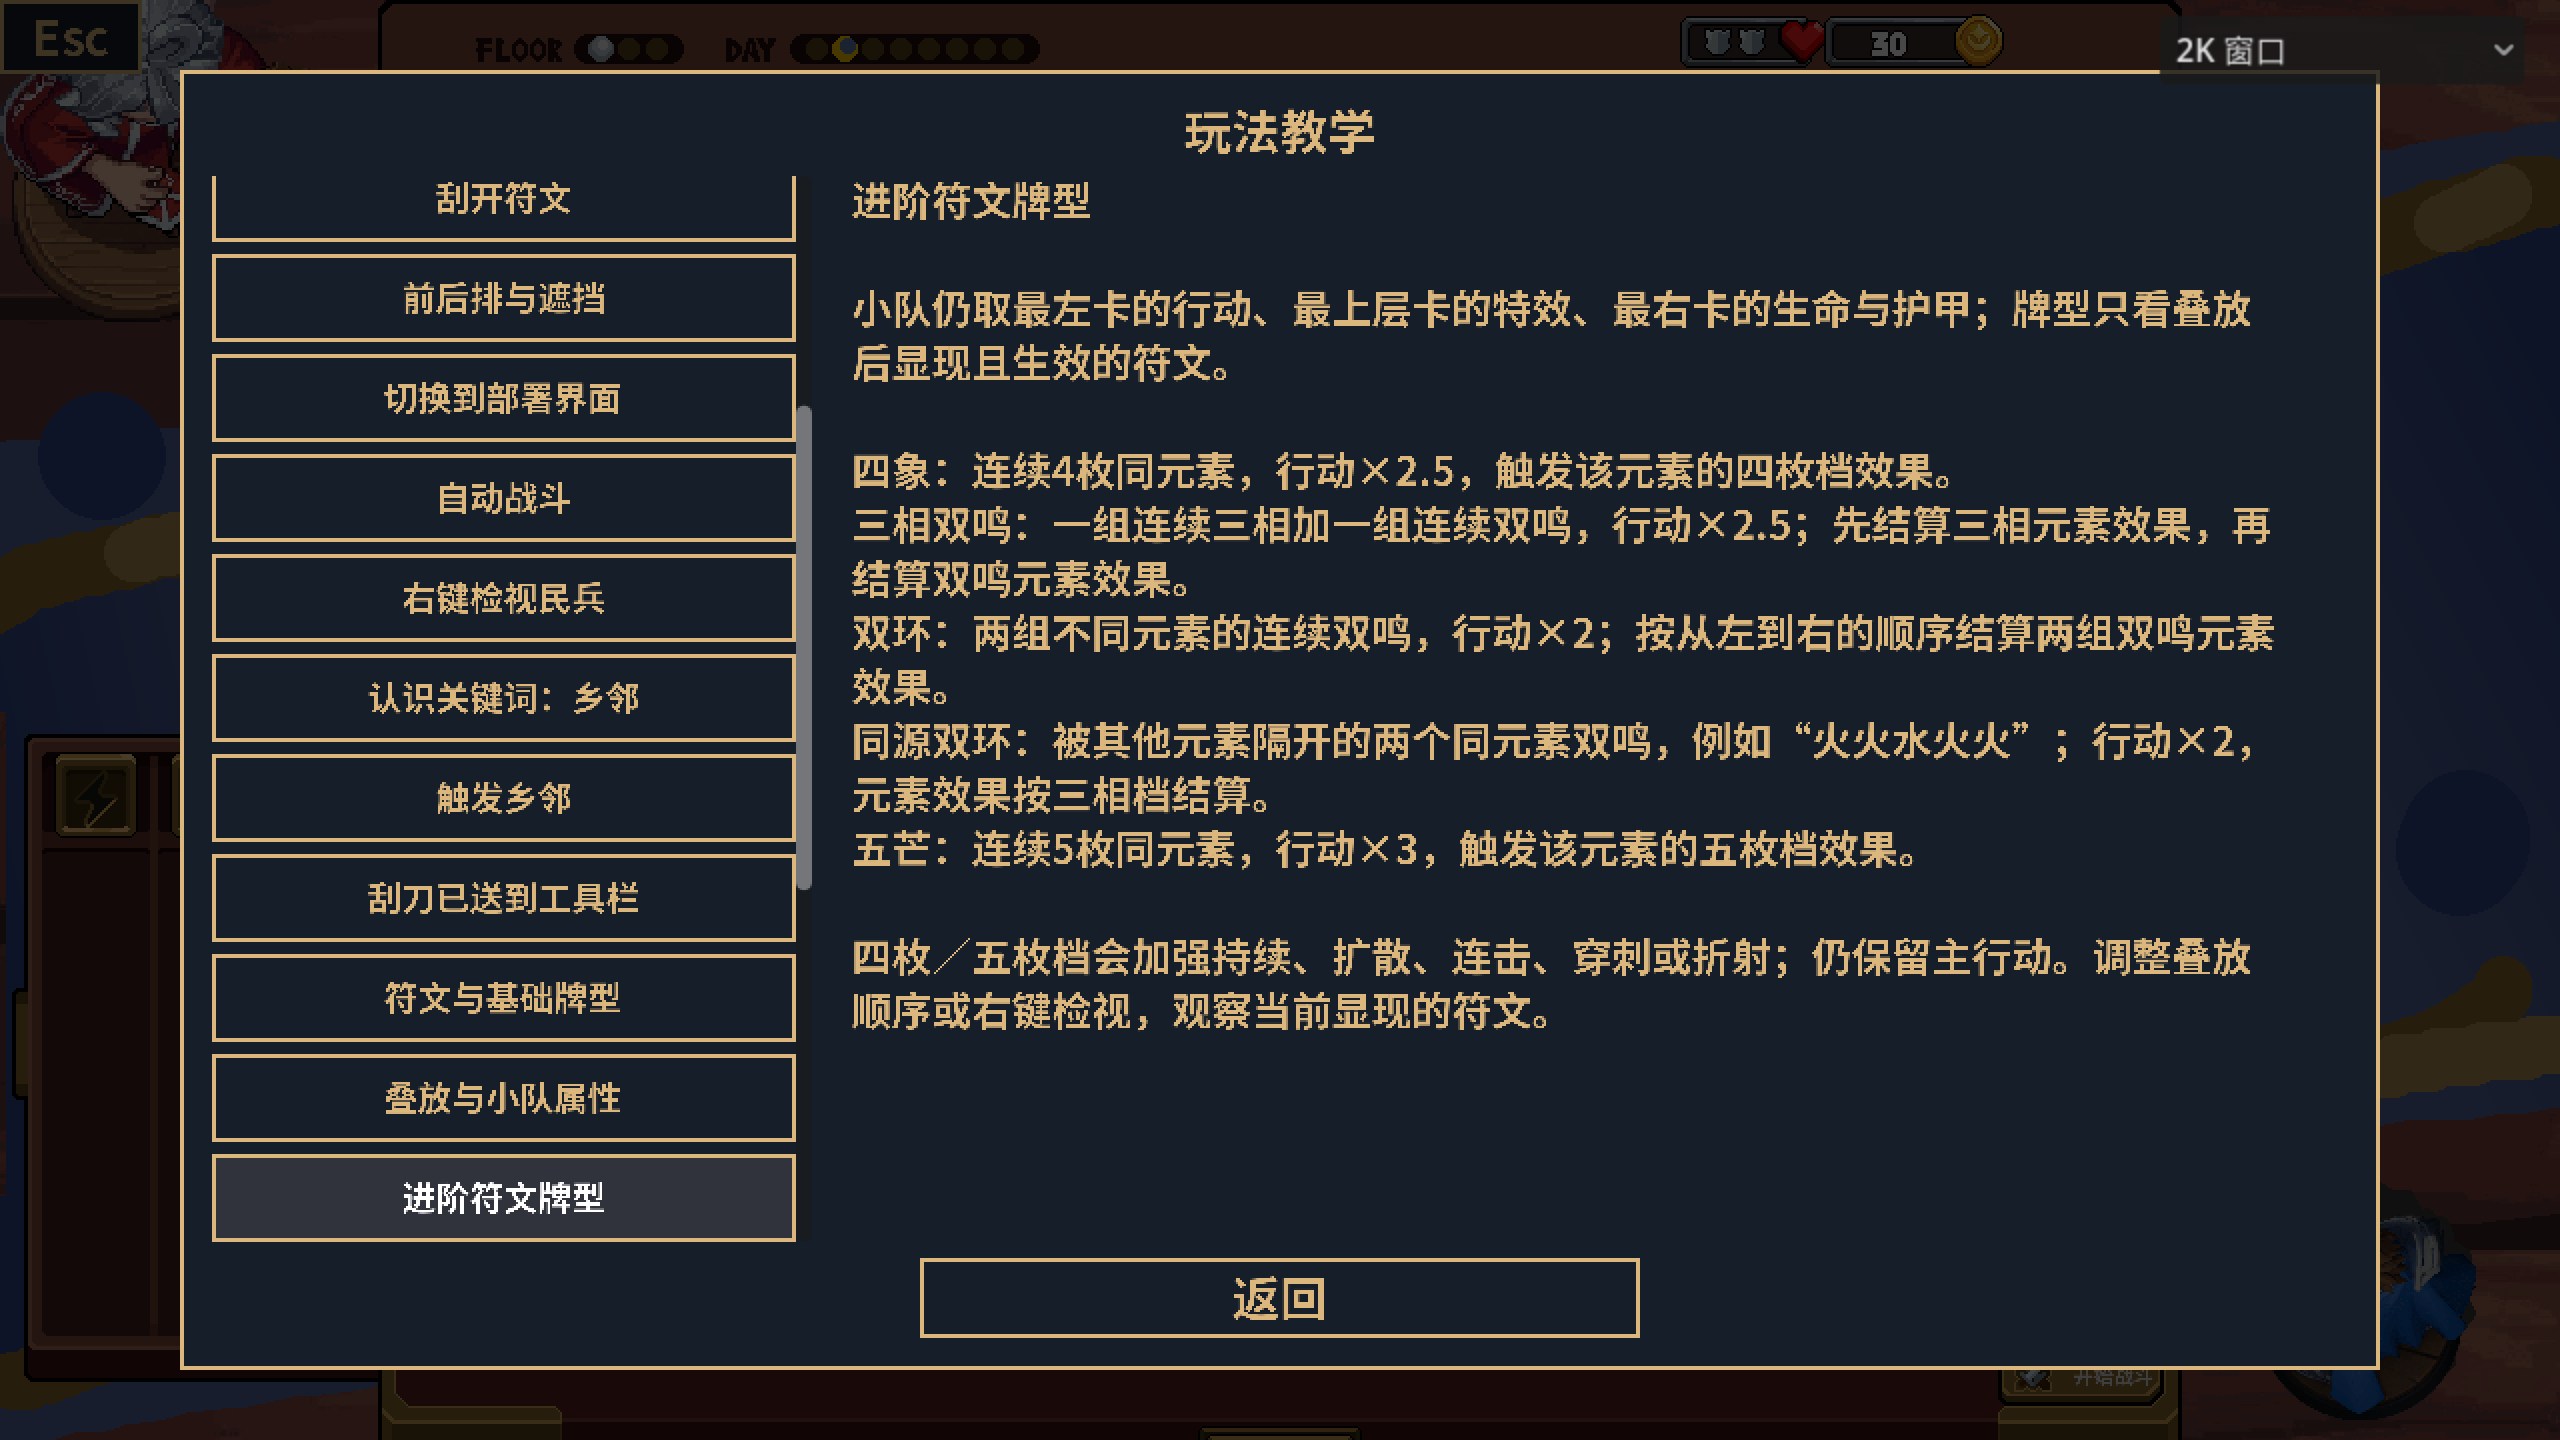 Esc
FLOOR
DAY
30
2K 窗口
玩法教学
刮开符文
前后排与遮挡
切换到部署界面
自动战斗
右键检视民兵
认识关键词：乡邻
触发乡邻
刮刀已送到工具栏
符文与基础牌型
叠放与小队属性
进阶符文牌型
进阶符文牌型
小队仍取最左卡的行动、最上层卡的特效、最右卡的生命与护甲；牌型只看叠放
后显现且生效的符文。
四象：连续4枚同元素，行动×2.5，触发该元素的四枚档效果。
三相双鸣：一组连续三相加一组连续双鸣，行动×2.5；先结算三相元素效果，再
结算双鸣元素效果。
双环：两组不同元素的连续双鸣，行动×2；按从左到右的顺序结算两组双鸣元素
效果。
同源双环：被其他元素隔开的两个同元素双鸣，例如“火火水火火”；行动×2，
元素效果按三相档结算。
五芒：连续5枚同元素，行动×3，触发该元素的五枚档效果。
四枚／五枚档会加强持续、扩散、连击、穿刺或折射；仍保留主行动。调整叠放
顺序或右键检视，观察当前显现的符文。
返回
开始战斗